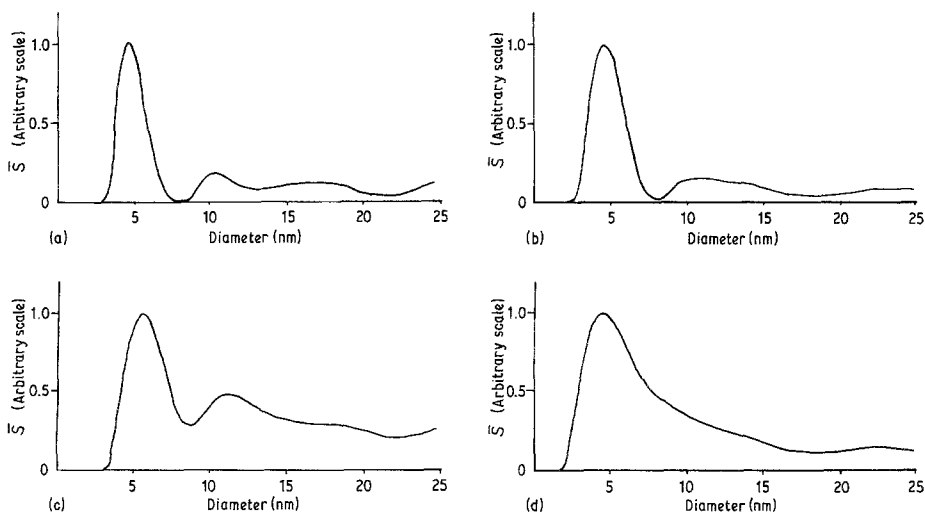 1.0
0.5
0
S̄ (Arbitrary scale)
5 10 15 20 25
(a) Diameter (nm)
1.0
0.5
0
S̄ (Arbitrary scale)
5 10 15 20 25
(b) Diameter (nm)
1.0
0.5
0
S̄ (Arbitrary scale)
5 10 15 20 25
(c) Diameter (nm)
1.0
0.5
0
S̄ (Arbitrary scale)
5 10 15 20 25
(d) Diameter (nm)